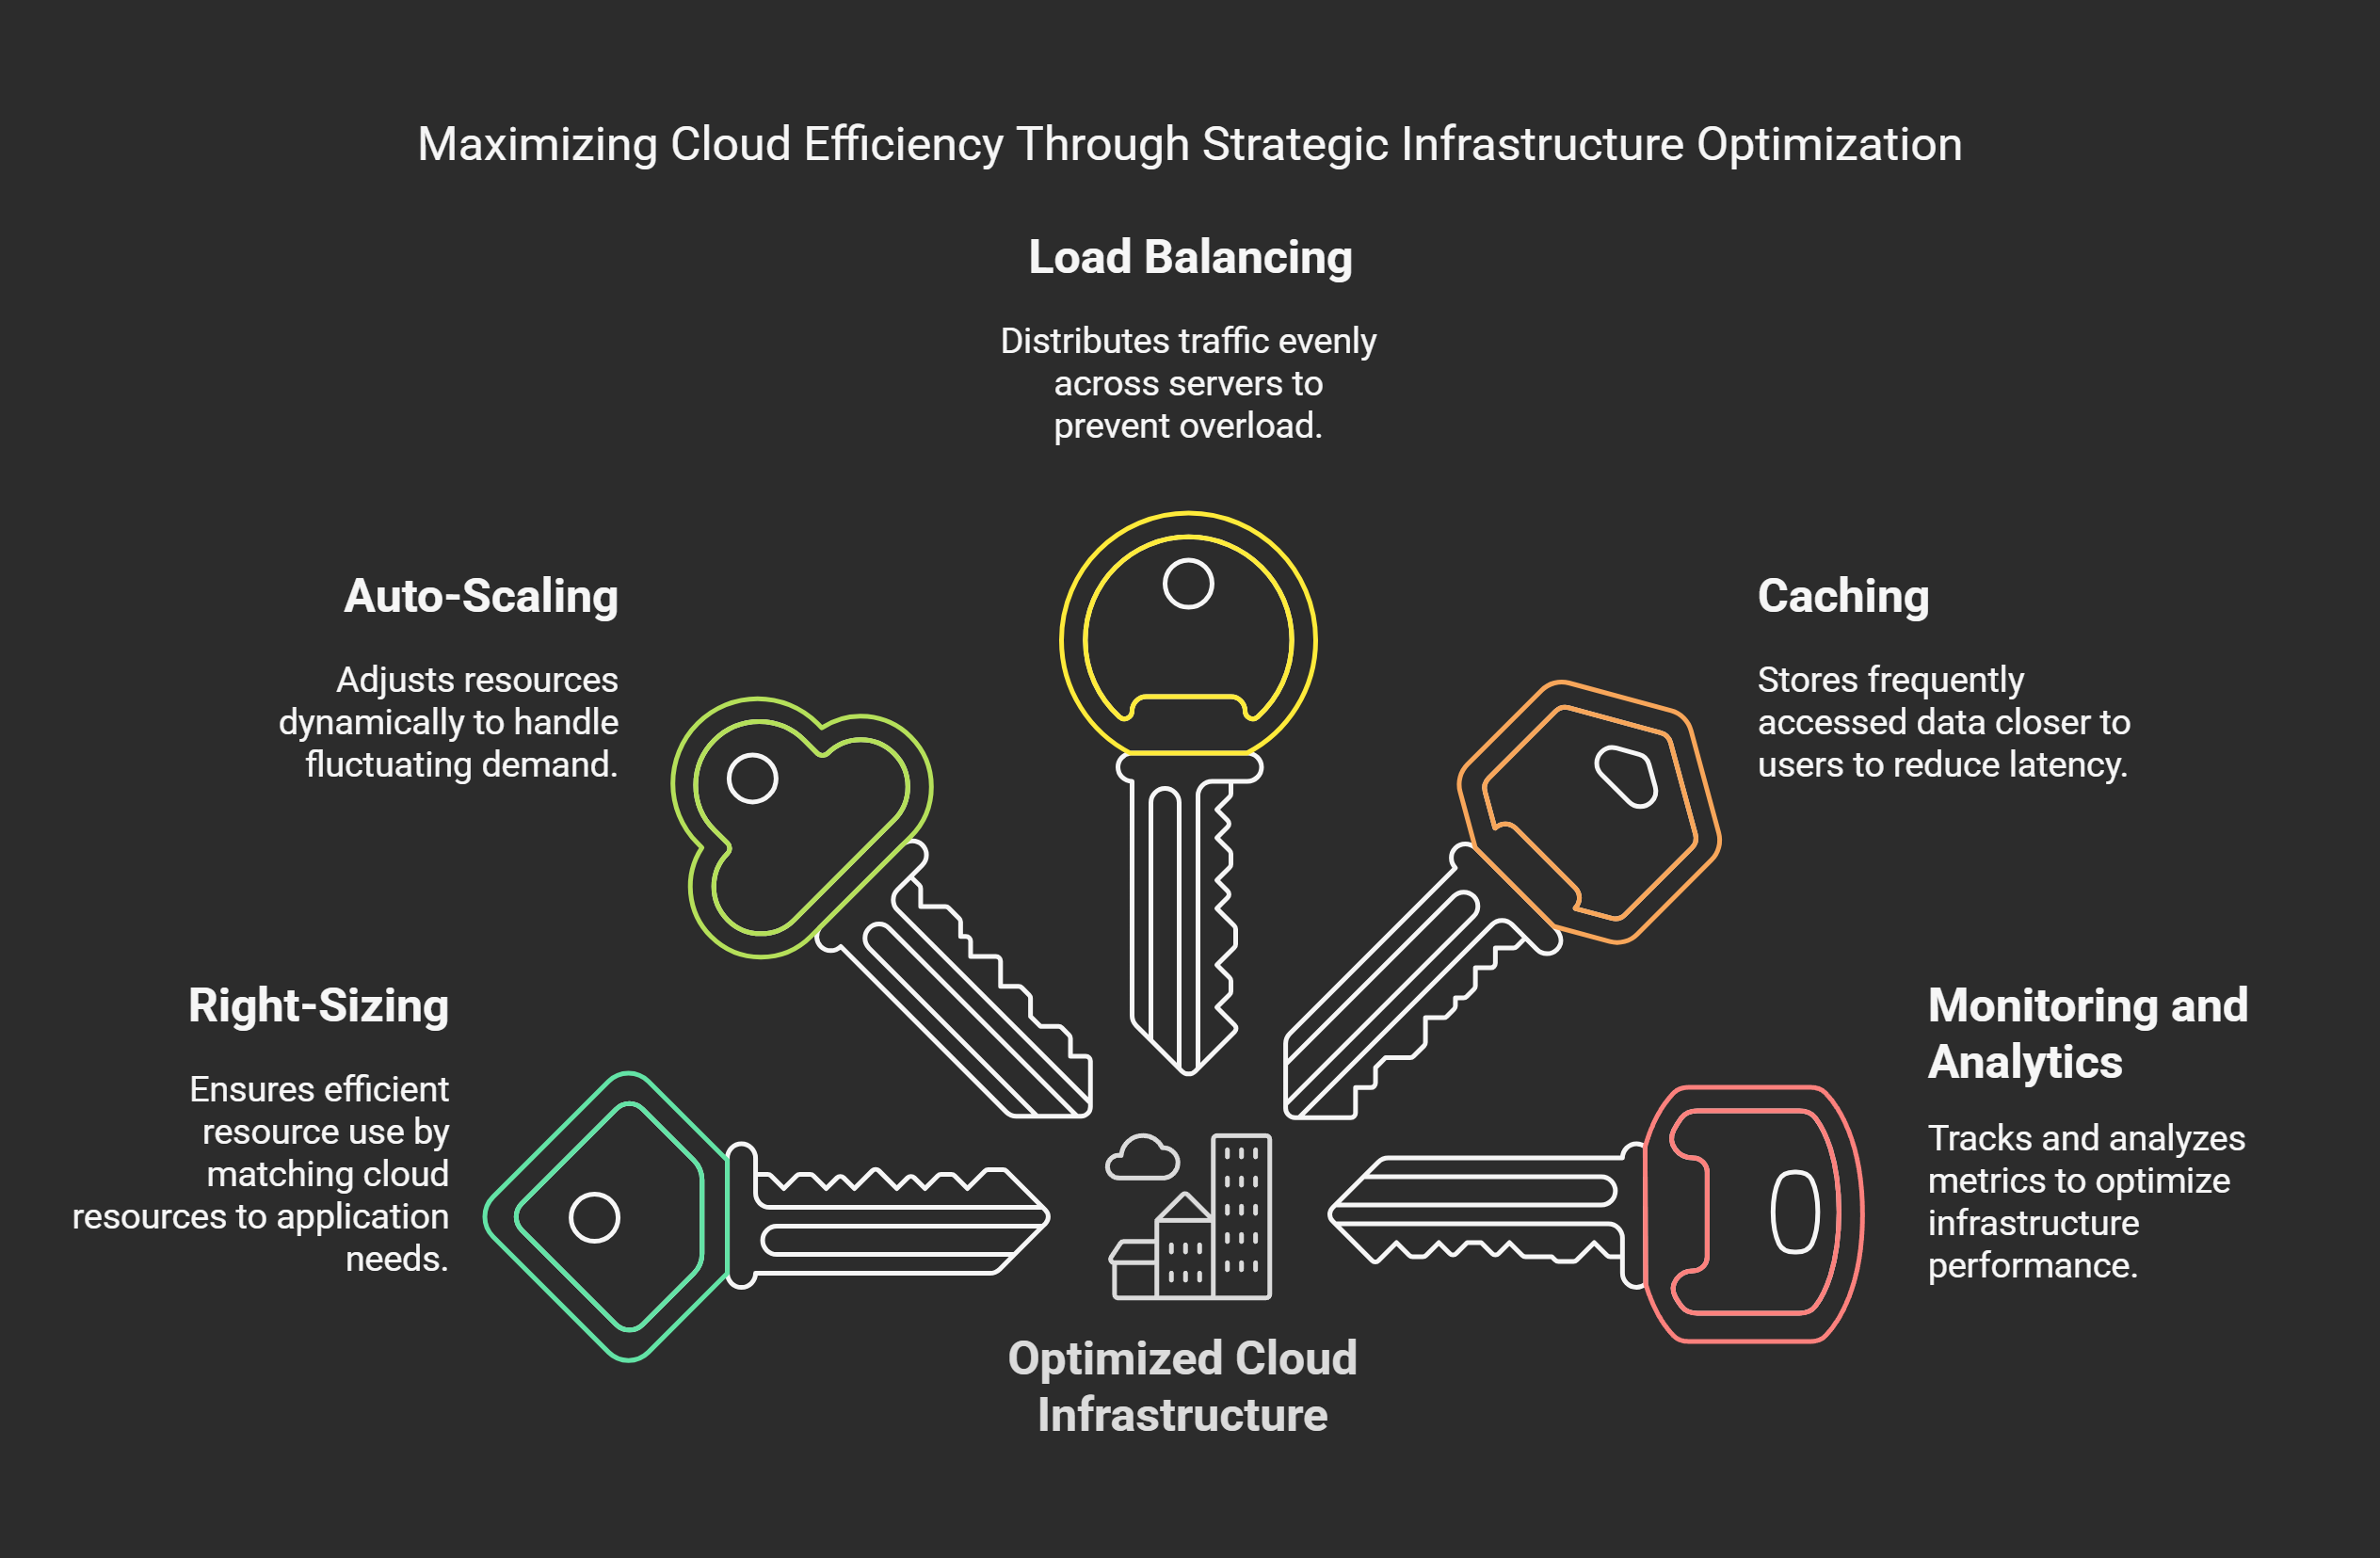 Maximizing Cloud Efficiency Through Strategic Infrastructure Optimization
Load Balancing
Distributes traffic evenly
across servers to
prevent overload.
Auto-Scaling
Adjusts resources
dynamically to handle
fluctuating demand.
Caching
Stores frequently
accessed data closer to
users to reduce latency.
Right-Sizing
Ensures efficient
resource use by
matching cloud
resources to application
needs.
Monitoring and
Analytics
Tracks and analyzes
metrics to optimize
infrastructure
performance.
Optimized Cloud
Infrastructure